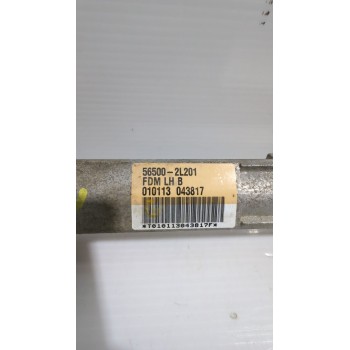 56500-2L201
FDM LH B
010113 043817
*T010113043817F*